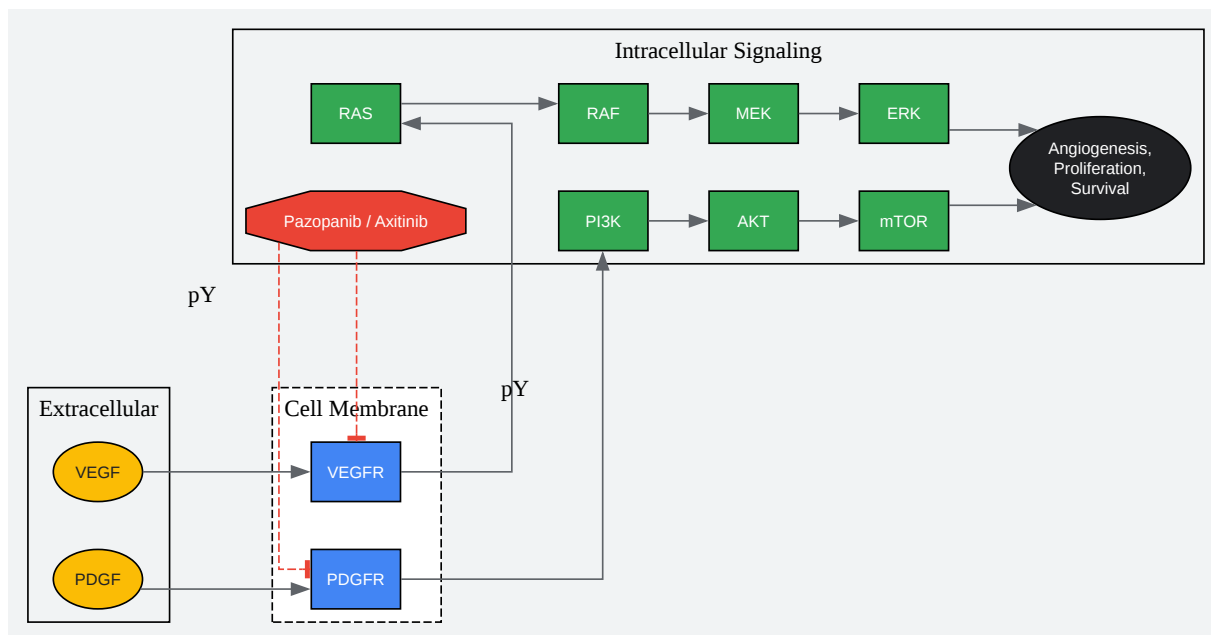 Intracellular Signaling
RAS
RAF
MEK
ERK
Angiogenesis,
Proliferation,
Survival
Pazopanib / Axitinib
PI3K
AKT
mTOR
pY
pY
Extracellular
Cell Membrane
VEGF
VEGFR
PDGF
PDGFR